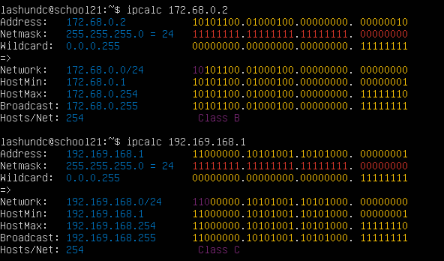 lashundc@school21:~$ ipcalc 172.68.0.2
Address: 172.68.0.2 10101100.01000100.00000000. 00000010
Netmask: 255.255.255.0 = 24 11111111.11111111.11111111. 00000000
Wildcard: 0.0.0.255 00000000.00000000.00000000. 11111111
=>
Network: 172.68.0.0/24 10101100.01000100.00000000. 00000000
HostMin: 172.68.0.1 10101100.01000100.00000000. 00000001
HostMax: 172.68.0.254 10101100.01000100.00000000. 11111110
Broadcast: 172.68.0.255 10101100.01000100.00000000. 11111111
Hosts/Net: 254 Class B
lashundc@school21:~$ ipcalc 192.169.168.1
Address: 192.169.168.1 11000000.10101001.10101000. 00000001
Netmask: 255.255.255.0 = 24 11111111.11111111.11111111. 00000000
Wildcard: 0.0.0.255 00000000.00000000.00000000. 11111111
=>
Network: 192.169.168.0/24 11000000.10101001.10101000. 00000000
HostMin: 192.169.168.1 11000000.10101001.10101000. 00000001
HostMax: 192.169.168.254 11000000.10101001.10101000. 11111110
Broadcast: 192.169.168.255 11000000.10101001.10101000. 11111111
Hosts/Net: 254 Class C